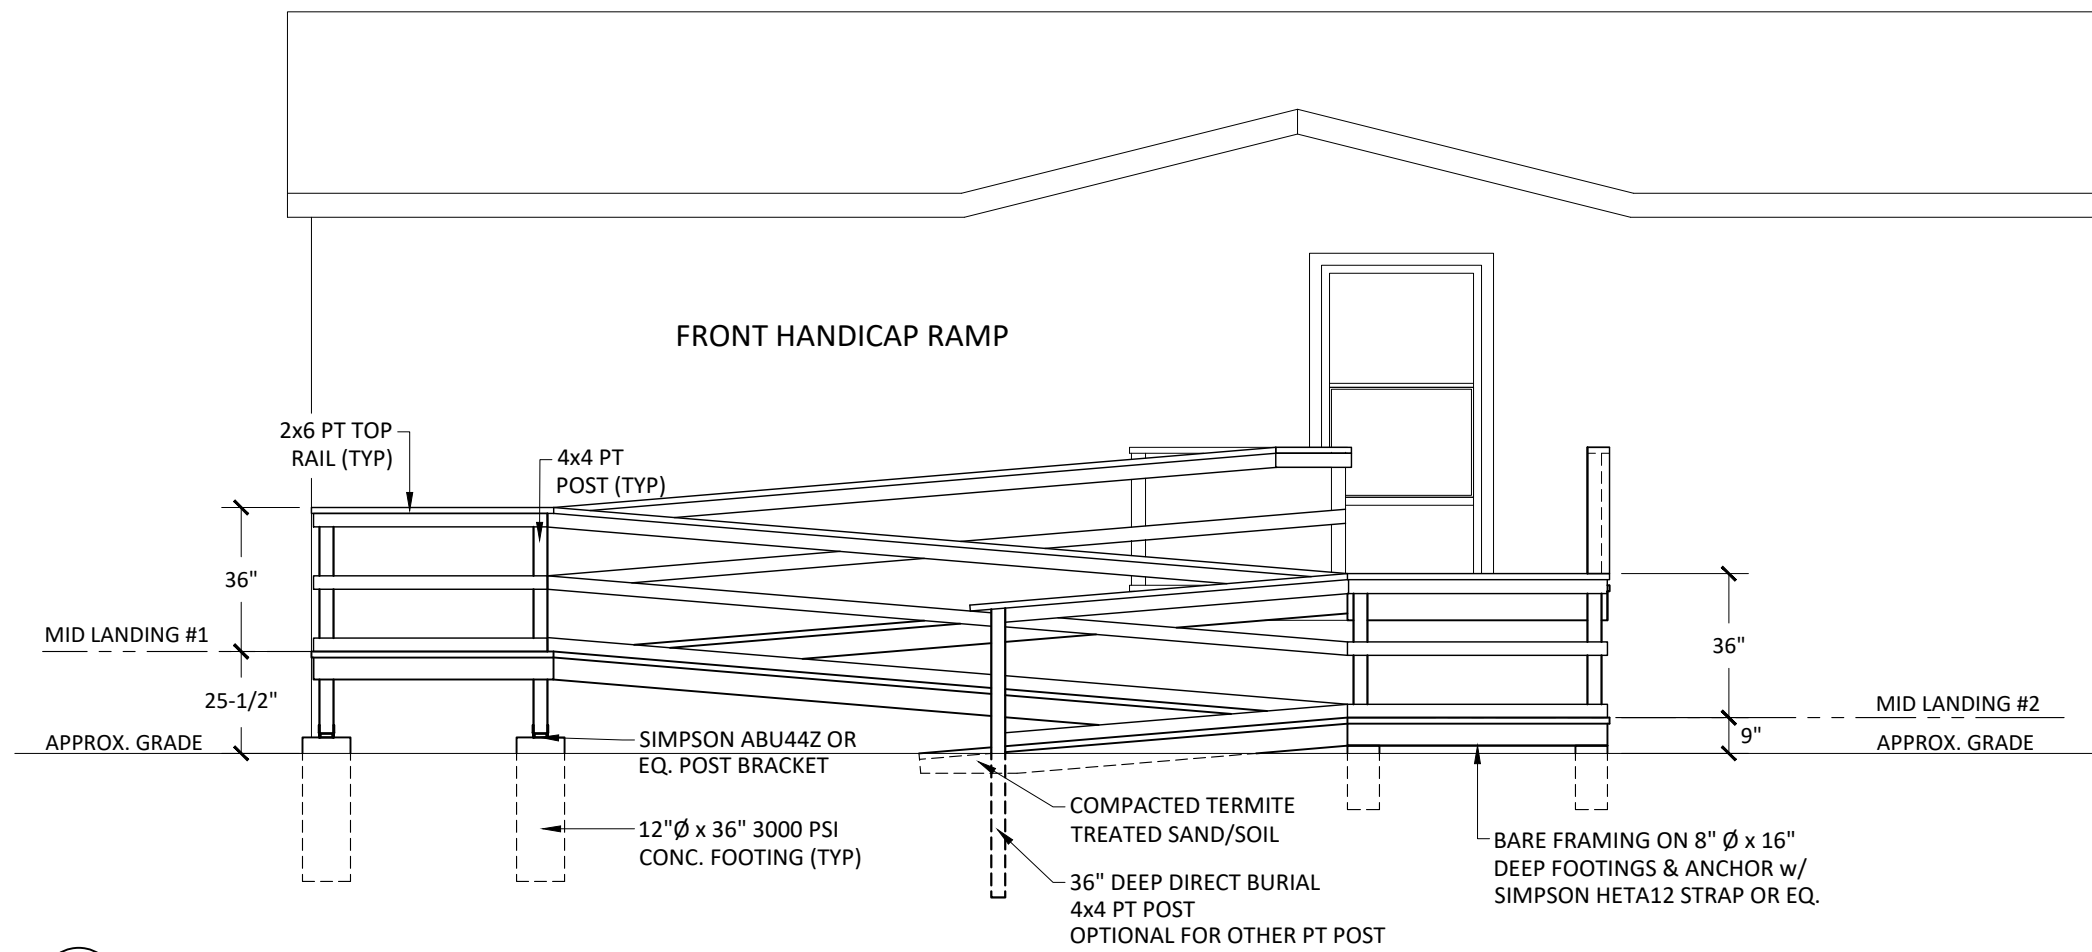 FRONT HANDICAP RAMP
2x6 PT TOP
RAIL (TYP)
4x4 PT
POST (TYP)
36"
MID LANDING #1
25-1/2"
APPROX. GRADE
36"
MID LANDING #2
9"
APPROX. GRADE
SIMPSON ABU44Z OR
EQ. POST BRACKET
12"Ø x 36" 3000 PSI
CONC. FOOTING (TYP)
COMPACTED TERMITE
TREATED SAND/SOIL
36" DEEP DIRECT BURIAL
4x4 PT POST
OPTIONAL FOR OTHER PT POST
BARE FRAMING ON 8" Ø x 16"
DEEP FOOTINGS & ANCHOR w/
SIMPSON HETA12 STRAP OR EQ.